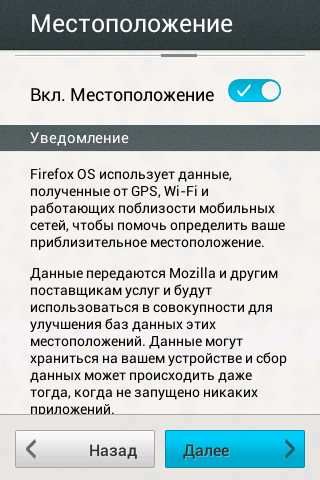 Местоположение
Вкл. Местоположение
Уведомление
Firefox OS использует данные,
полученные от GPS, Wi-Fi и
работающих поблизости мобильных
сетей, чтобы помочь определить ваше
приблизительное местоположение.
Данные передаются Mozilla и другим
поставщикам услуг и будут
использоваться в совокупности для
улучшения баз данных этих
местоположений. Данные могут
храниться на вашем устройстве и сбор
данных может происходить даже
тогда, когда не запущено никаких
приложений.
Назад
Далее